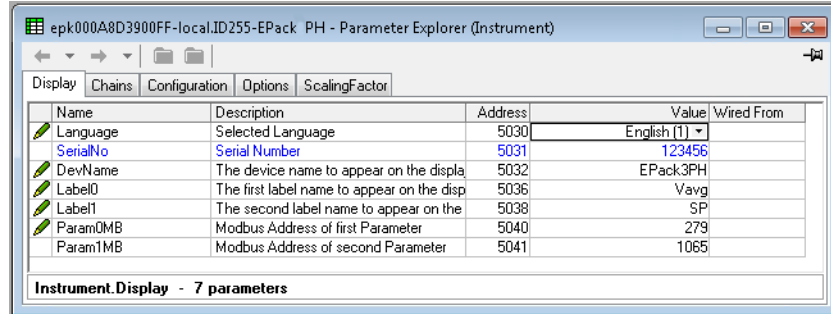 epk000A8D3900FF-local.ID255-EPack PH - Parameter Explorer (Instrument)
Display Chains Configuration Options ScalingFactor
Name Description Address Value Wired From
Language Selected Language 5030 English (1)
SerialNo Serial Number 5031 123456
DevName The device name to appear on the displa 5032 EPack3PH
Label0 The first label name to appear on the disp 5036 Vavg
Label1 The second label name to appear on the 5038 SP
Param0MB Modbus Address of first Parameter 5040 279
Param1MB Modbus Address of second Parameter 5041 1065
Instrument.Display - 7 parameters